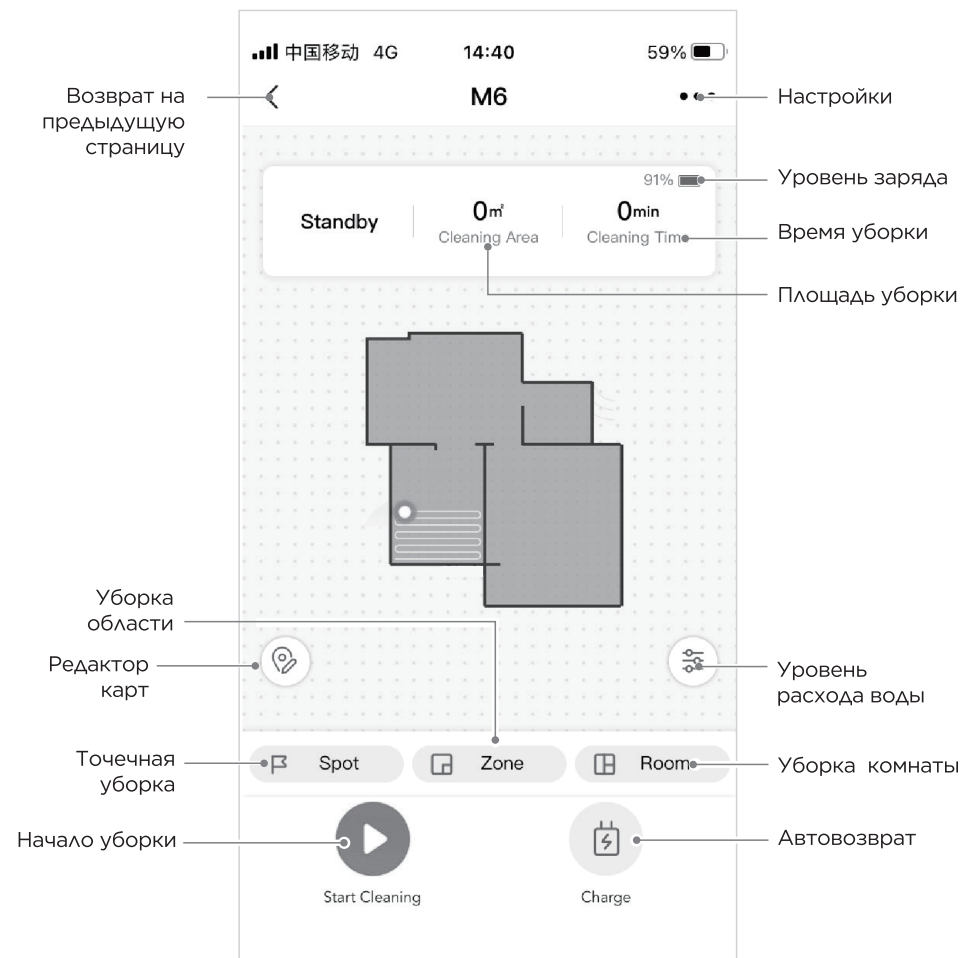 中国移动 4G 14:40 59%
Возврат на
предыдущую
страницу
M6
Настройки
91%
Уровень заряда
Standby
0㎡
0min
Cleaning Area
Cleaning Tim
Время уборки
Площадь уборки
Уборка
области
Редактор
карт
Уровень
расхода воды
Точечная
уборка
Spot
Zone
Room
Уборка комнаты
Начало уборки
Автовозврат
Start Cleaning
Charge